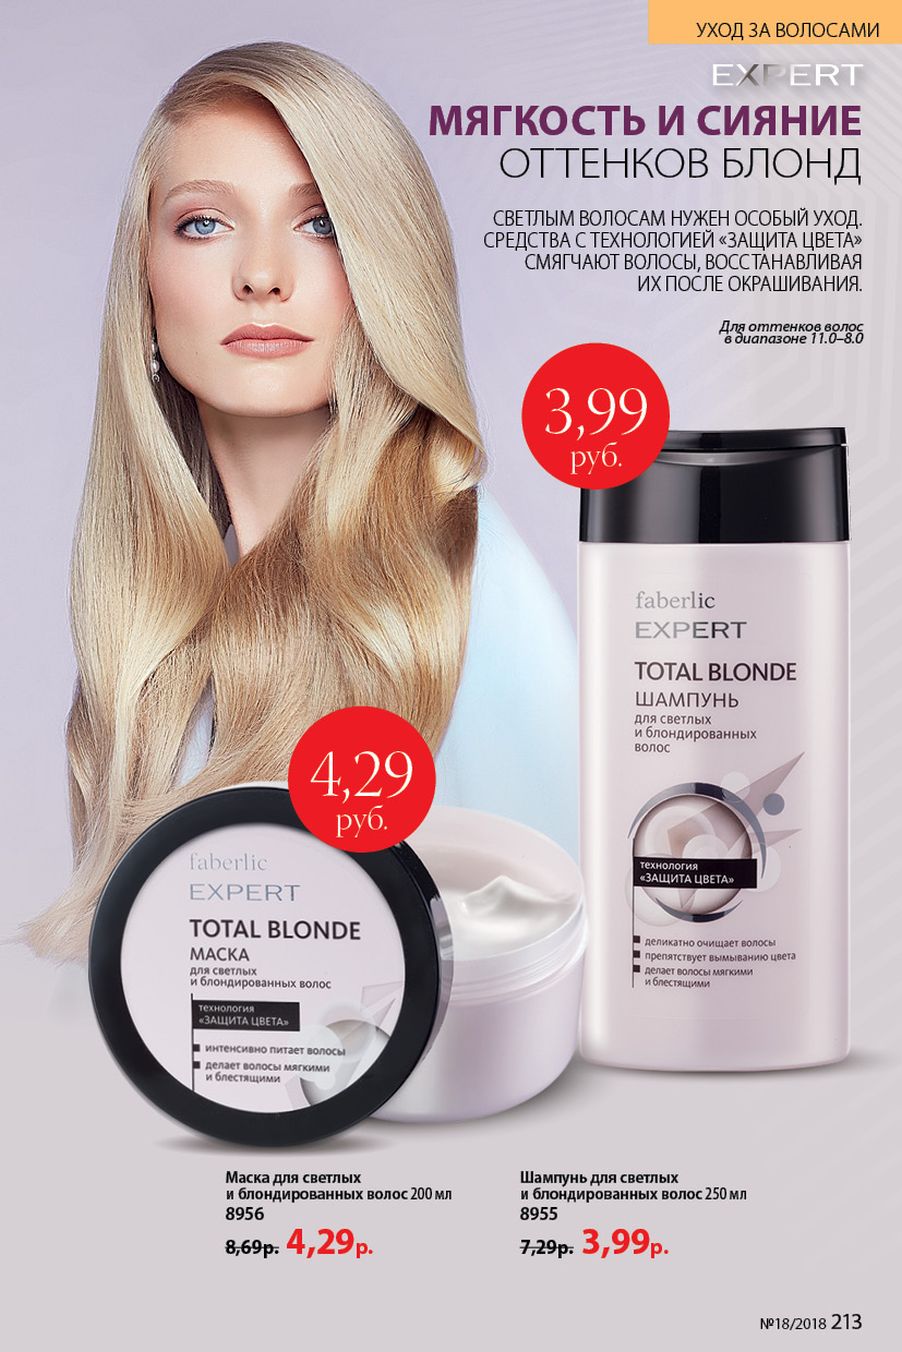 УХОД ЗА ВОЛОСАМИ
EXPERT
МЯГКОСТЬ И СИЯНИЕ
ОТТЕНКОВ БЛОНД
СВЕТЛЫМ ВОЛОСАМ НУЖЕН ОСОБЫЙ УХОД.
СРЕДСТВА С ТЕХНОЛОГИЕЙ «ЗАЩИТА ЦВЕТА»
СМЯГЧАЮТ ВОЛОСЫ, ВОССТАНАВЛИВАЯ
ИХ ПОСЛЕ ОКРАШИВАНИЯ.
Для оттенков волос
в диапазоне 11.0–8.0
3,99
руб.
faberlic
EXPERT
TOTAL BLONDE
ШАМПУНЬ
для светлых
и блондированных
волос
технология
«ЗАЩИТА ЦВЕТА»
деликатно очищает волосы
препятствует вымыванию цвета
делает волосы мягкими
и блестящими
4,29
руб.
faberlic
EXPERT
TOTAL BLONDE
МАСКА
для светлых
и блондированных волос
технология
«ЗАЩИТА ЦВЕТА»
интенсивно питает волосы
делает волосы мягкими
и блестящими
Маска для светлых
и блондированных волос 200 мл
8956
8,69р. 4,29р.
Шампунь для светлых
и блондированных волос 250 мл
8955
7,29р. 3,99р.
№18/2018 213